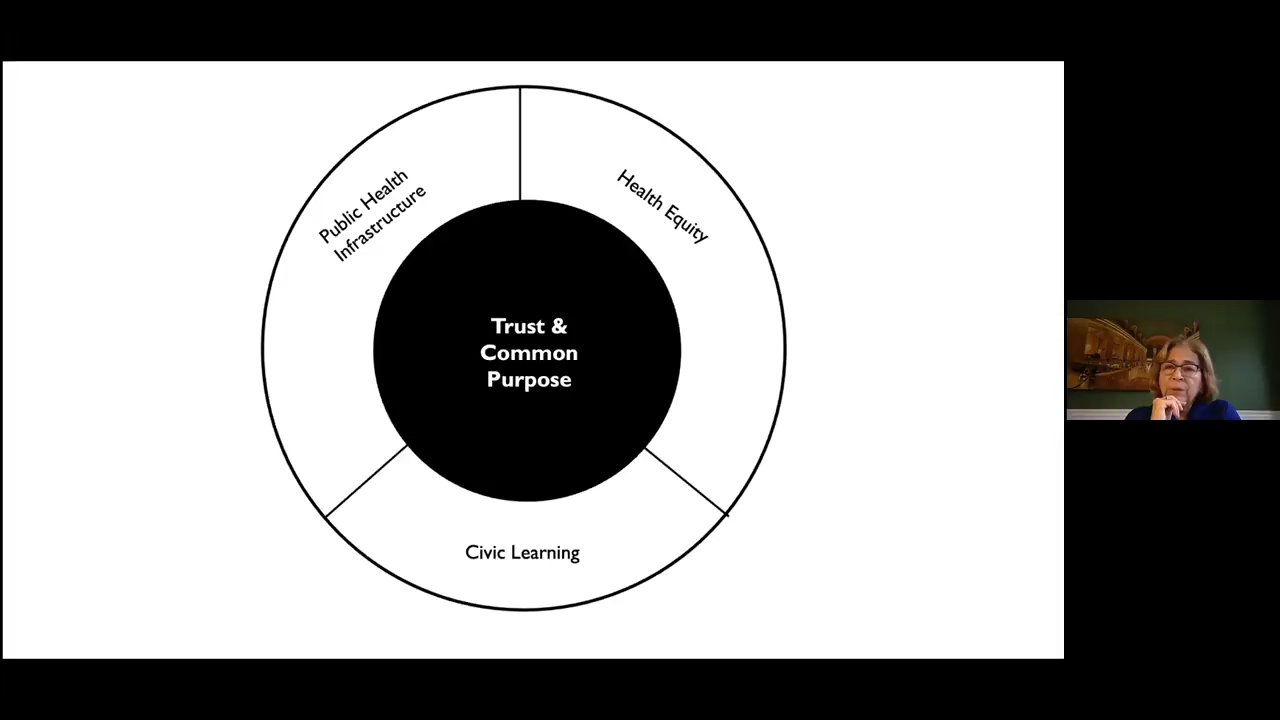 Public Health
Infrastructure
Health Equity
Trust &
Common
Purpose
Civic Learning